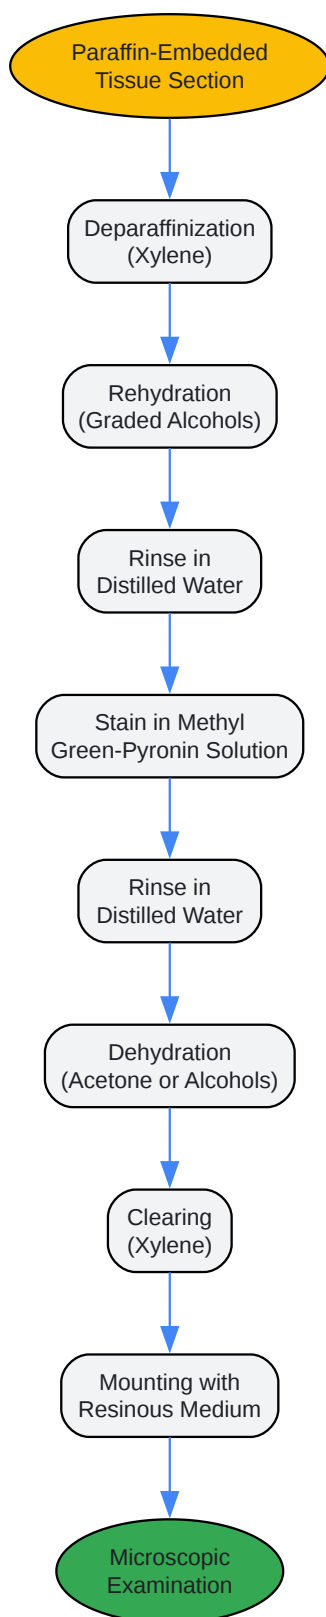 Paraffin-Embedded
Tissue Section
Deparaffinization
(Xylene)
Rehydration
(Graded Alcohols)
Rinse in
Distilled Water
Stain in Methyl
Green-Pyronin Solution
Rinse in
Distilled Water
Dehydration
(Acetone or Alcohols)
Clearing
(Xylene)
Mounting with
Resinous Medium
Microscopic
Examination